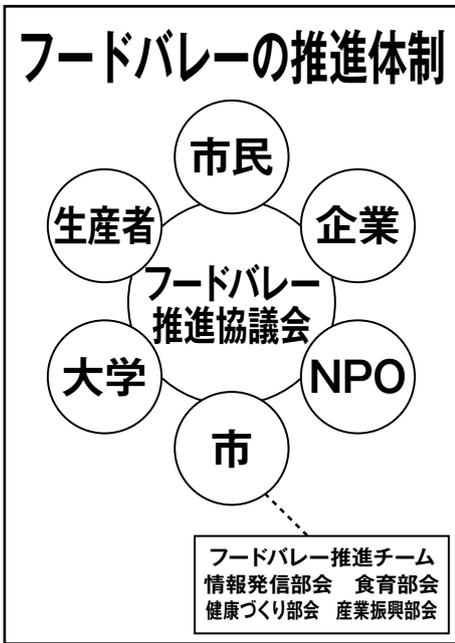 フードバレーの推進体制
市民
生産者
企業
フードバレー
推進協議会
大学
NPO
市
フードバレー推進チーム
情報発信部会　食育部会
健康づくり部会　産業振興部会